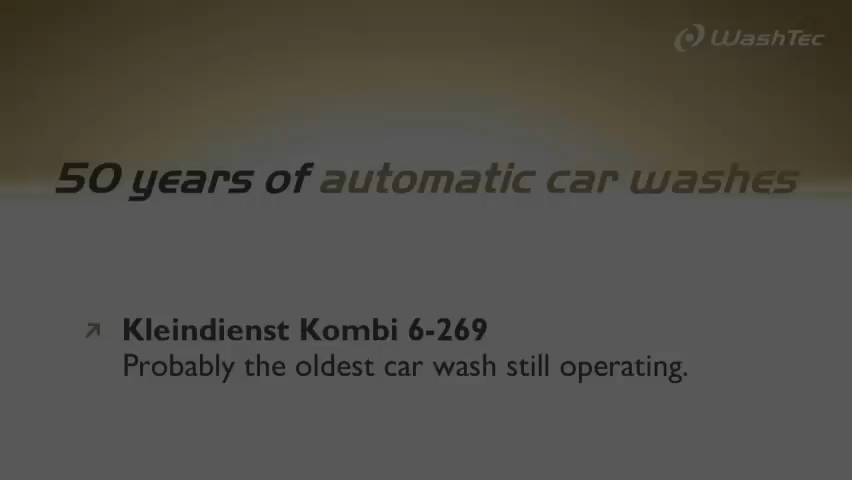 WashTec
50 years of automatic car washes
Kleindienst Kombi 6-269
Probably the oldest car wash still operating.